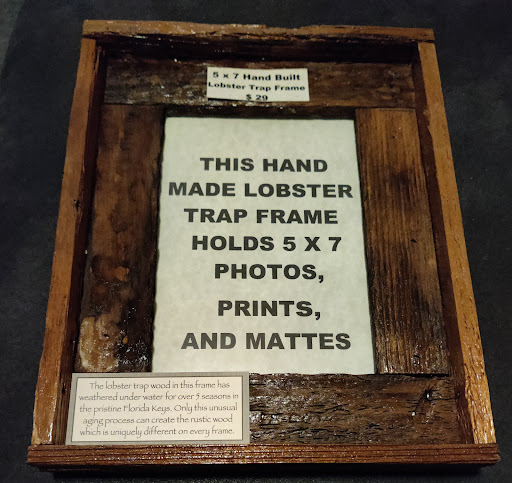 5 x 7 Hand Built
Lobster Trap Frame
$ 29
THIS HAND
MADE LOBSTER
TRAP FRAME
HOLDS 5 X 7
PHOTOS,
PRINTS,
AND MATTES
The lobster trap wood in this frame has
weathered under water for over 5 seasons in
the pristine Florida Keys. Only this unusual
aging process can create the rustic wood
which is uniquely different on every frame.